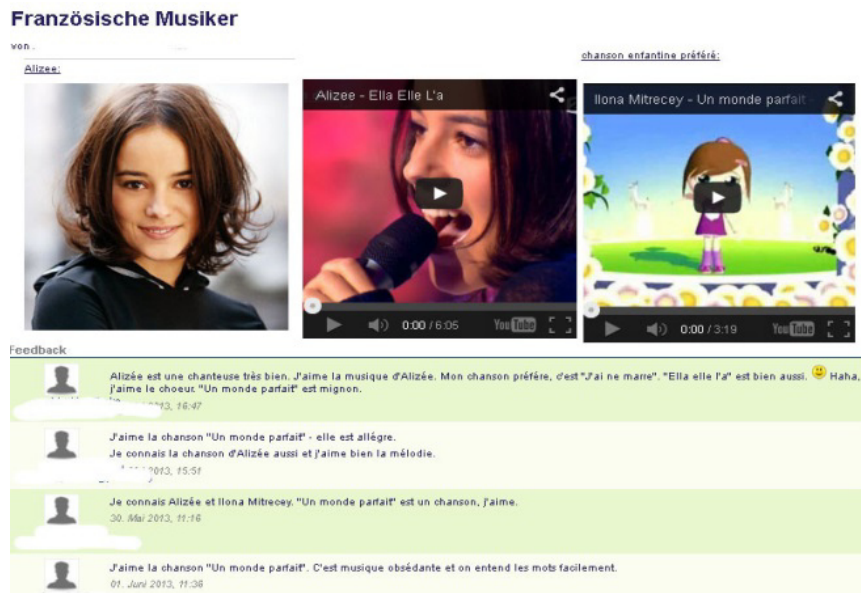 Französische Musiker
von .
Alizee:
chanson enfantine préféré:
Alizee - Ella Elle L'a
Ilona Mitrecey - Un monde parfait -
0:00 / 6:05 YouTube
0:00 / 3:19 YouTube
Feedback
Alizée est une chanteuse très bien. J'aime la musique d'Alizée. Mon chanson préfére, c'est "J'ai ne marre". "Ella elle l'a" est bien aussi. Haha,
j'aime le choeur. "Un monde parfait" est mignon.
2013, 16:47
J'aime la chanson "Un monde parfait" - elle est allégre.
Je connais la chanson d'Alizée aussi et j'aime bien la mélodie.
2013, 15:51
Je connais Alizée et Ilona Mitrecey. "Un monde parfait" est un chanson, j'aime.
30. Mai 2013, 11:16
J'aime la chanson "Un monde parfait". C'est musique obsédante et on entend les mots facilement.
01. Juni 2013, 11:36